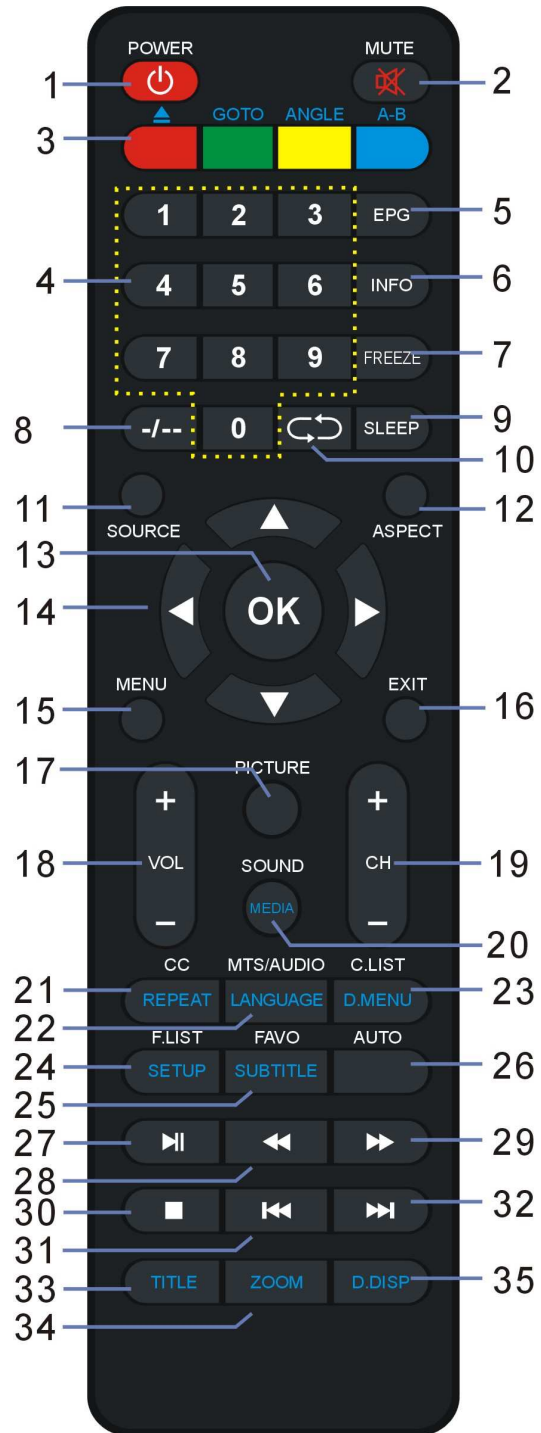 POWER MUTE
1 2
GOTO ANGLE A-B
3
1 2 3 EPG 5
4 4 5 6 INFO 6
7 8 9 FREEZE 7
8 -/-- 0 SLEEP 9
10
11 12
SOURCE ASPECT
13
14 OK
MENU EXIT
15 16
17 PICTURE
+ +
18 VOL SOUND CH 19
MEDIA
- -
20
CC MTS/AUDIO C.LIST
21 REPEAT LANGUAGE D.MENU 23
22
F.LIST FAVO AUTO
24 SETUP SUBTITLE 26
25
27 29
28
30 32
31
33 TITLE ZOOM D.DISP 35
34